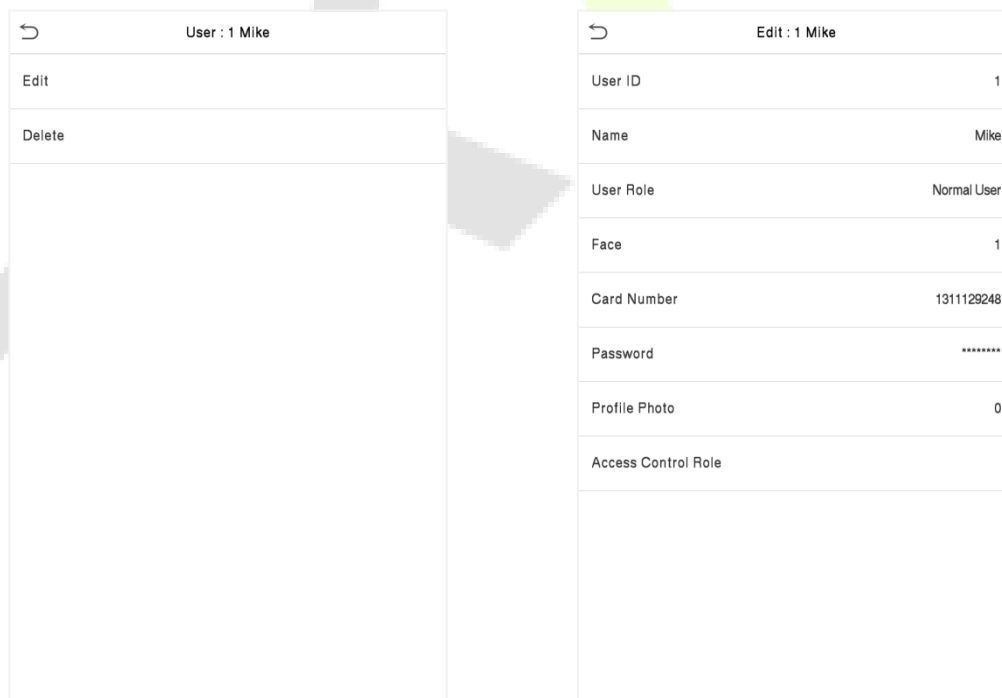 User : 1 Mike
Edit
Delete
Edit : 1 Mike
User ID 1
Name Mike
User Role Normal User
Face 1
Card Number 1311129248
Password ********
Profile Photo 0
Access Control Role